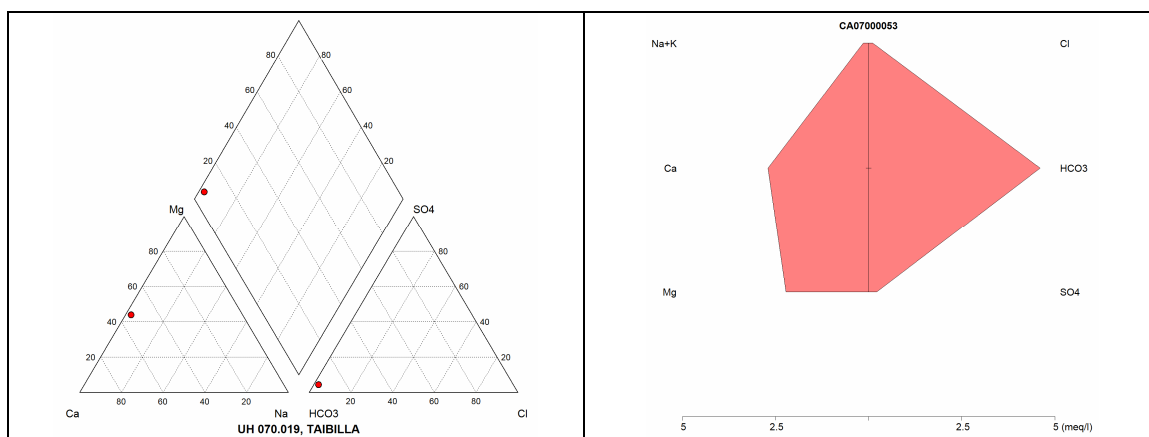 80 80
60 60
40 40
20 20
Mg SO4
80 80
60 60
40 40
20 20
80 60 40 20 20 40 60 80
Ca Na HCO3 Cl
UH 070.019, TAIBILLA
CA07000053
Na+K Cl
Ca HCO3
Mg SO4
5 2.5 2.5 5 (meq/l)